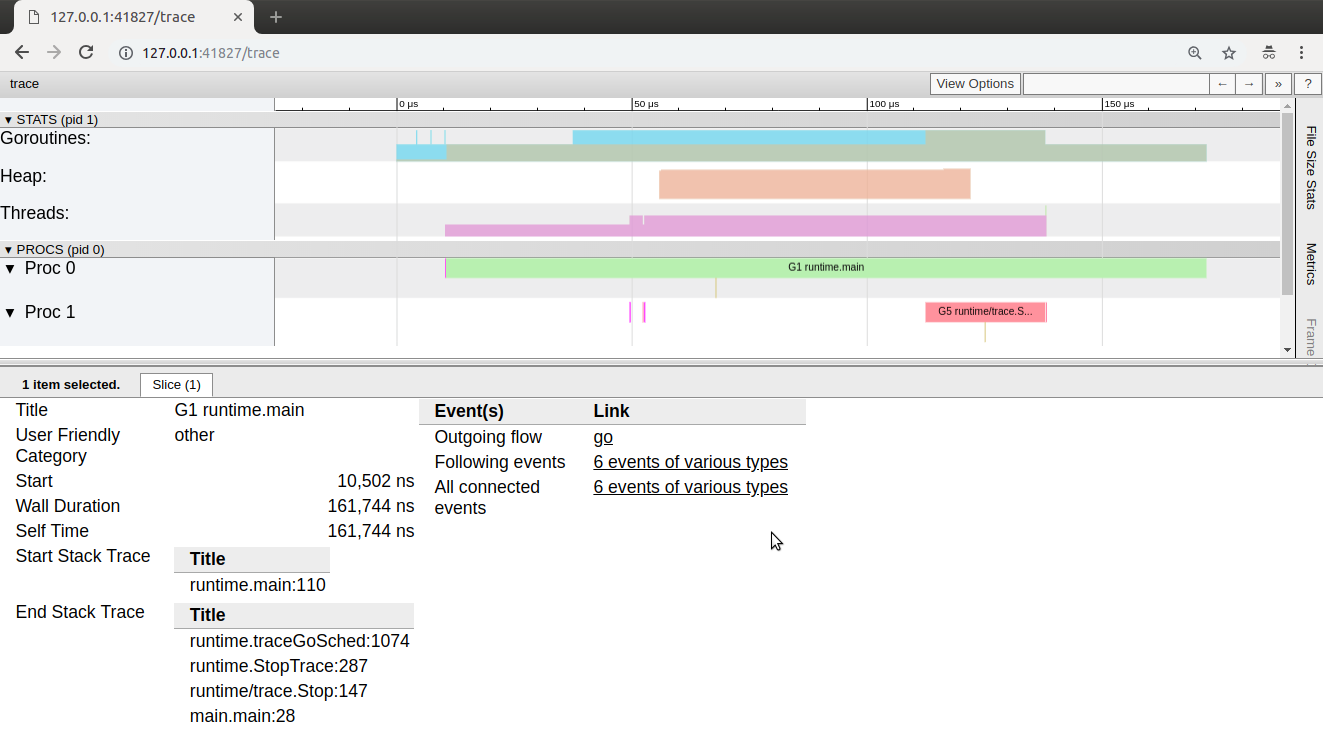 127.0.0.1:41827/trace
127.0.0.1:41827/trace
trace
View Options
← → » ?
0 μs 50 μs 100 μs 150 μs
▼ STATS (pid 1)
Goroutines:
Heap:
Threads:
▼ PROCS (pid 0)
▼ Proc 0
G1 runtime.main
▼ Proc 1
G5 runtime/trace.S...
File Size Stats
Metrics
Frame
1 item selected.
Slice (1)
Title G1 runtime.main
User Friendly other
Category
Start 10,502 ns
Wall Duration 161,744 ns
Self Time 161,744 ns
Start Stack Trace Title
runtime.main:110
End Stack Trace Title
runtime.traceGoSched:1074
runtime.StopTrace:287
runtime/trace.Stop:147
main.main:28
Event(s) Link
Outgoing flow go
Following events 6 events of various types
All connected 6 events of various types
events